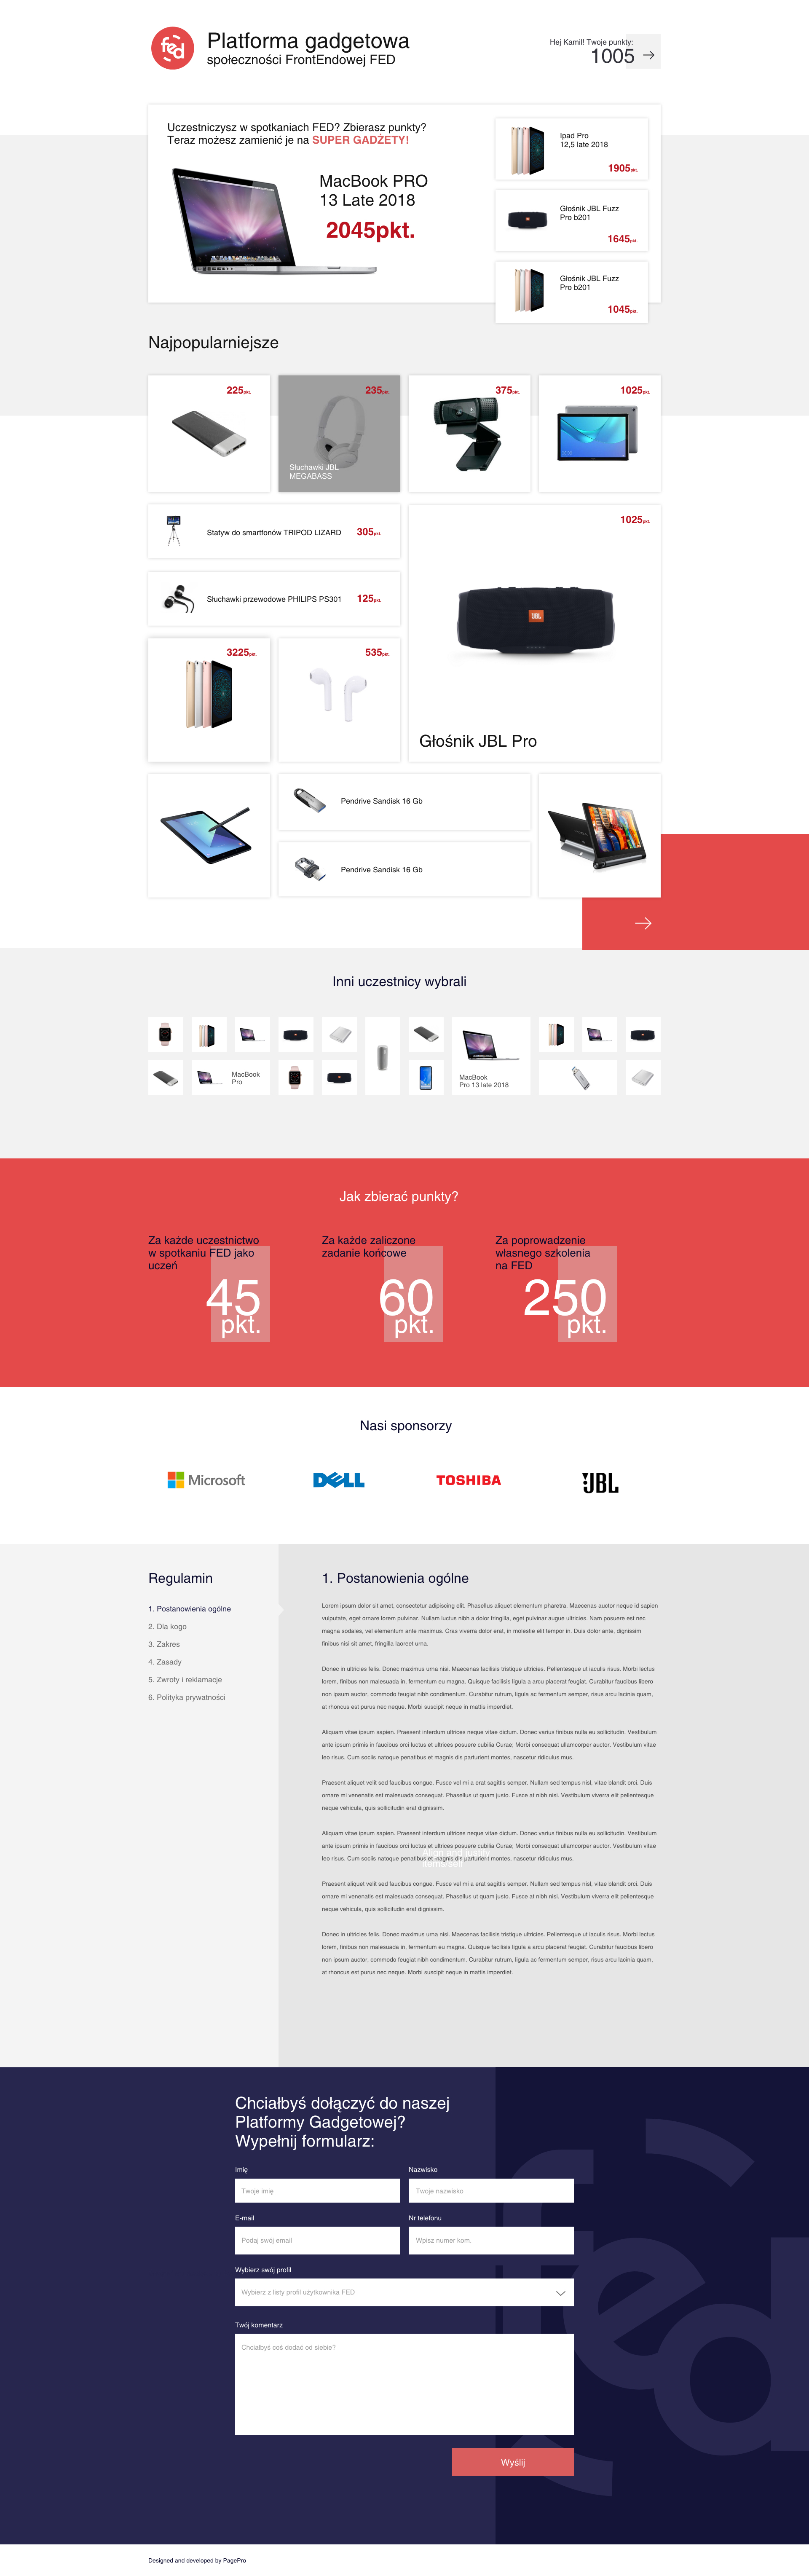 fed
Platforma gadgetowa
społeczności FrontEndowej FED
Hej Kamil! Twoje punkty:
1005
Uczestniczysz w spotkaniach FED? Zbierasz punkty?
Teraz możesz zamienić je na SUPER GADŻETY!
MacBook PRO
13 Late 2018
2045pkt.
Ipad Pro
12,5 late 2018
1905pkt.
Głośnik JBL Fuzz
Pro b201
1645pkt.
Głośnik JBL Fuzz
Pro b201
1045pkt.
Najpopularniejsze
225pkt.
235pkt.
Słuchawki JBL
MEGABASS
375pkt.
1025pkt.
Statyw do smartfonów TRIPOD LIZARD
305pkt.
Słuchawki przewodowe PHILIPS PS301
125pkt.
1025pkt.
JBL
Głośnik JBL Pro
3225pkt.
535pkt.
Pendrive Sandisk 16 Gb
Pendrive Sandisk 16 Gb
Inni uczestnicy wybrali
MacBook
Pro
MacBook
Pro 13 late 2018
Jak zbierać punkty?
Za każde uczestnictwo
w spotkaniu FED jako
uczeń
45
pkt.
Za każde zaliczone
zadanie końcowe
60
pkt.
Za poprowadzenie
własnego szkolenia
na FED
250
pkt.
Nasi sponsorzy
Microsoft
DELL
TOSHIBA
JBL
Regulamin
1. Postanowienia ogólne
2. Dla kogo
3. Zakres
4. Zasady
5. Zwroty i reklamacje
6. Polityka prywatności
1. Postanowienia ogólne
Lorem ipsum dolor sit amet, consectetur adipiscing elit. Phasellus aliquet elementum pharetra. Maecenas auctor neque id sapien
vulputate, eget ornare lorem pulvinar. Nullam luctus nibh a dolor fringilla, eget pulvinar augue ultricies. Nam posuere est nec
magna sodales, vel elementum ante maximus. Cras viverra dolor erat, in molestie elit tempor in. Duis dolor ante, dignissim
finibus nisi sit amet, fringilla laoreet urna.
Donec in ultricies felis. Donec maximus urna nisi. Maecenas facilisis tristique ultricies. Pellentesque ut iaculis risus. Morbi lectus
lorem, finibus non malesuada in, fermentum eu magna. Quisque facilisis ligula a arcu placerat feugiat. Curabitur faucibus libero
non ipsum auctor, commodo feugiat nibh condimentum. Curabitur rutrum, ligula ac fermentum semper, risus arcu lacinia quam,
at rhoncus est purus nec neque. Morbi suscipit neque in mattis imperdiet.
Aliquam vitae ipsum sapien. Praesent interdum ultrices neque vitae dictum. Donec varius finibus nulla eu sollicitudin. Vestibulum
ante ipsum primis in faucibus orci luctus et ultrices posuere cubilia Curae; Morbi consequat ullamcorper auctor. Vestibulum vitae
leo risus. Cum sociis natoque penatibus et magnis dis parturient montes, nascetur ridiculus mus.
Praesent aliquet velit sed faucibus congue. Fusce vel mi a erat sagittis semper. Nullam sed tempus nisl, vitae blandit orci. Duis
ornare mi venenatis est malesuada consequat. Phasellus ut quam justo. Fusce at nibh nisi. Vestibulum viverra elit pellentesque
neque vehicula, quis sollicitudin erat dignissim.
Aliquam vitae ipsum sapien. Praesent interdum ultrices neque vitae dictum. Donec varius finibus nulla eu sollicitudin. Vestibulum
ante ipsum primis in faucibus orci luctus et ultrices posuere cubilia Curae; Morbi consequat ullamcorper auctor. Vestibulum vitae
leo risus. Cum sociis natoque penatibus et magnis dis parturient montes, nascetur ridiculus mus.
Praesent aliquet velit sed faucibus congue. Fusce vel mi a erat sagittis semper. Nullam sed tempus nisl, vitae blandit orci. Duis
ornare mi venenatis est malesuada consequat. Phasellus ut quam justo. Fusce at nibh nisi. Vestibulum viverra elit pellentesque
neque vehicula, quis sollicitudin erat dignissim.
Donec in ultricies felis. Donec maximus urna nisi. Maecenas facilisis tristique ultricies. Pellentesque ut iaculis risus. Morbi lectus
lorem, finibus non malesuada in, fermentum eu magna. Quisque facilisis ligula a arcu placerat feugiat. Curabitur faucibus libero
non ipsum auctor, commodo feugiat nibh condimentum. Curabitur rutrum, ligula ac fermentum semper, risus arcu lacinia quam,
at rhoncus est purus nec neque. Morbi suscipit neque in mattis imperdiet.
Chciałbyś dołączyć do naszej
Platformy Gadgetowej?
Wypełnij formularz:
Imię
Nazwisko
Twoje imię
Twoje nazwisko
E-mail
Nr telefonu
Podaj swój email
Wpisz numer kom.
Wybierz swój profil
Wybierz z listy profil użytkownika FED
Twój komentarz
Chciałbyś coś dodać od siebie?
Wyślij
fed
Designed and developed by PagePro